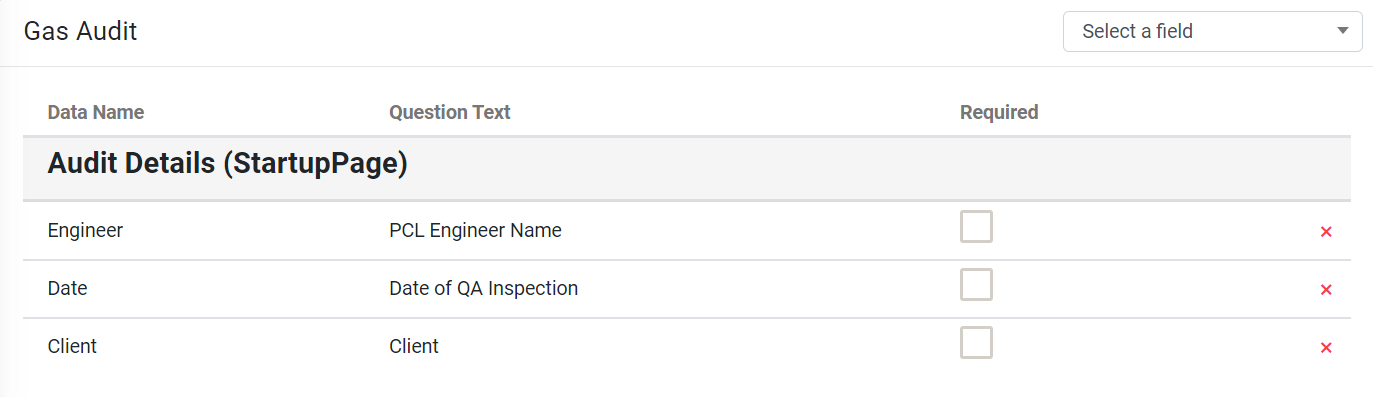 Gas Audit
Select a field
Data Name Question Text Required
Audit Details (StartupPage)
Engineer PCL Engineer Name
Date Date of QA Inspection
Client Client